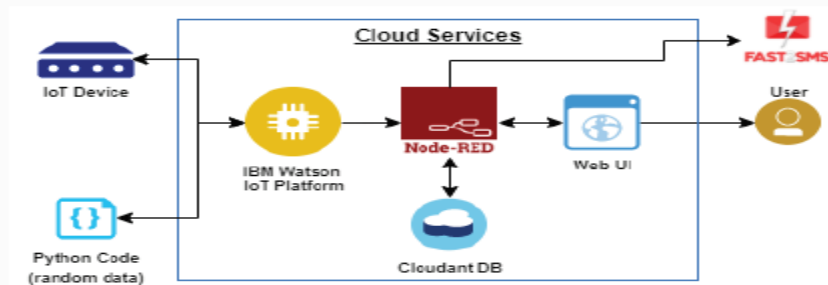 Cloud Services
FAST2SMS
IoT Device
User
IBM Watson
IoT Platform
Node-RED
Web UI
{}
Python Code
(random data)
Cloudant DB